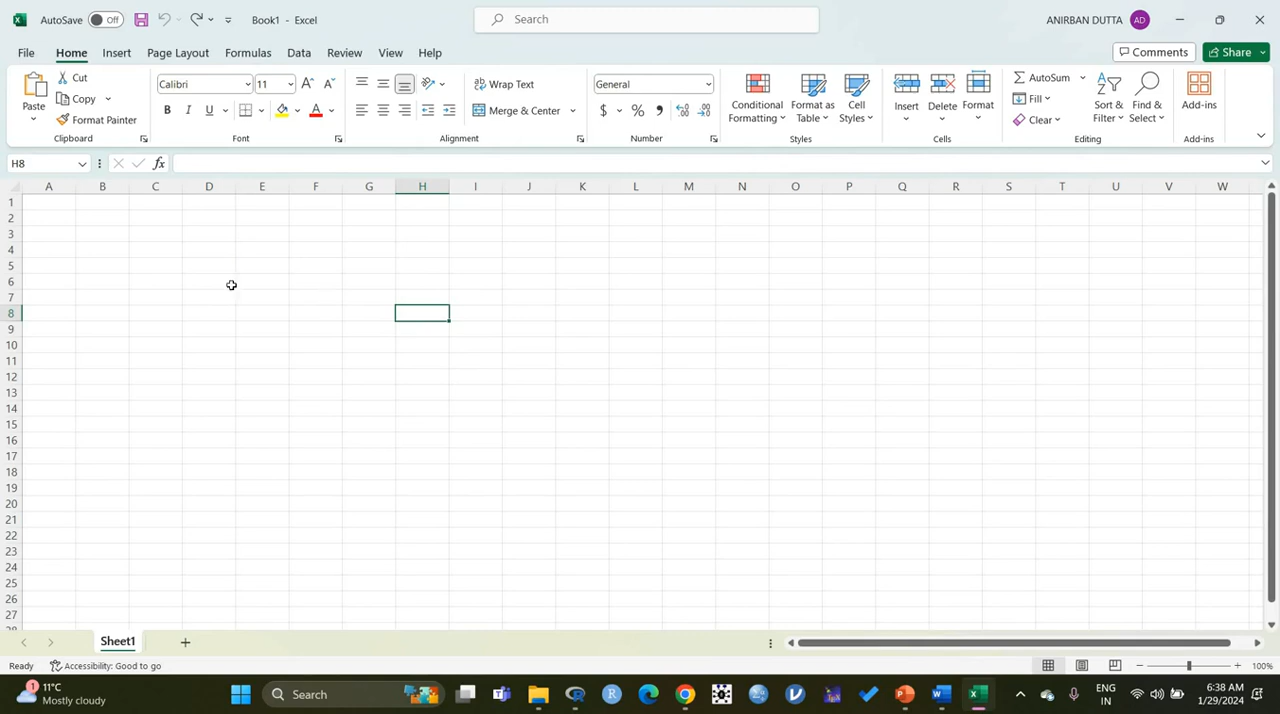 AutoSave Off Book1 - Excel Search ANIRBAN DUTTA AD
File Home Insert Page Layout Formulas Data Review View Help Comments Share
Paste Cut Copy Format Painter Clipboard
Calibri 11 B I U A Font
Wrap Text Merge & Center Alignment
General $ % , Number
Conditional Formatting Format as Table Cell Styles Styles
Insert Delete Format Cells
AutoSum Fill Clear Sort & Filter Find & Select Editing
Add-ins Add-ins
H8 fx
A B C D E F G H I J K L M N O P Q R S T U V W
1
2
3
4
5
6
7
8
9
10
11
12
13
14
15
16
17
18
19
20
21
22
23
24
25
26
27
28
Sheet1
Ready Accessibility: Good to go 100%
1 11°C Search ENG 6:38 AM
Mostly cloudy IN 1/29/2024